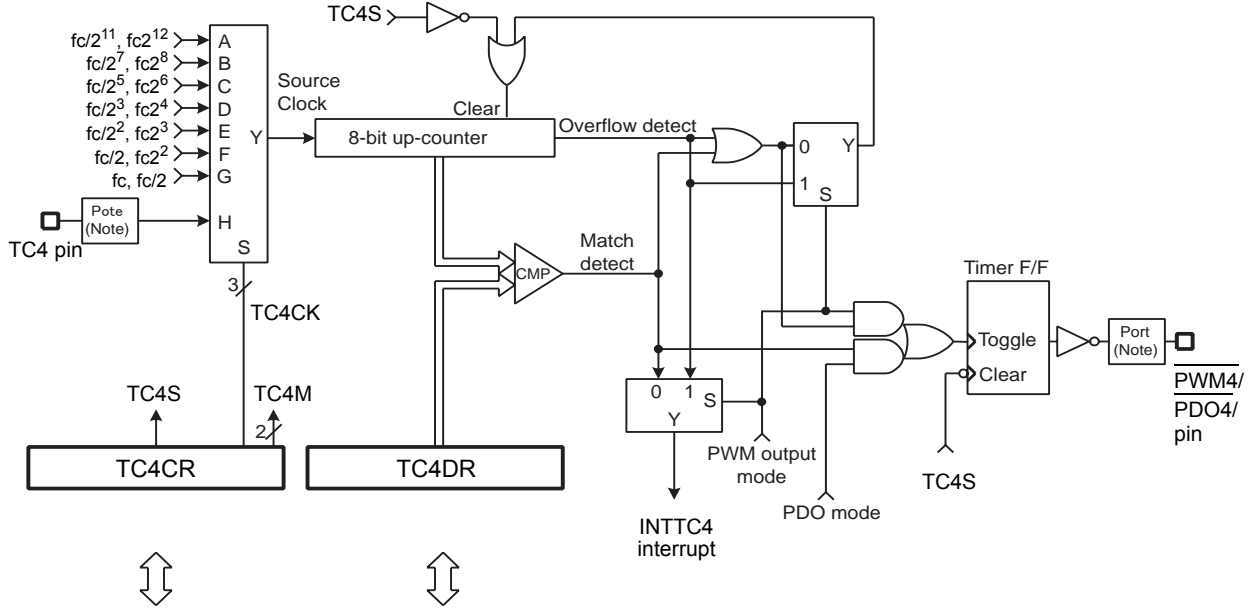 TC4S
fc/2¹¹, fc2¹²
fc/2⁷, fc2⁸
fc/2⁵, fc2⁶
fc/2³, fc2⁴
fc/2², fc2³
fc/2, fc2²
fc, fc/2
A
B
C
D
E
F
G
H
S
Y
Source
Clock
Clear
8-bit up-counter
Overflow detect
0
1
Y
S
Pote
(Note)
TC4 pin
3
TC4CK
CMP
Match
detect
Timer F/F
Toggle
Clear
Port
(Note)
PWM4/
PDO4/
pin
TC4S
TC4M
2
0
1
S
Y
TC4CR
TC4DR
PWM output
mode
PDO mode
TC4S
INTTC4
interrupt